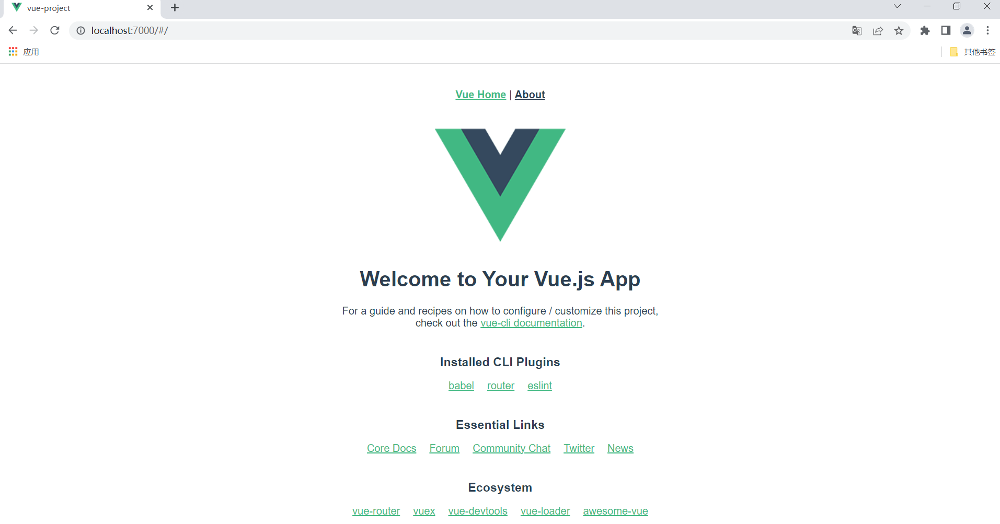 vue-project
localhost:7000/#/
应用 其他书签
Vue Home | About
Welcome to Your Vue.js App
For a guide and recipes on how to configure / customize this project,
check out the vue-cli documentation.
Installed CLI Plugins
babel router eslint
Essential Links
Core Docs Forum Community Chat Twitter News
Ecosystem
vue-router vuex vue-devtools vue-loader awesome-vue